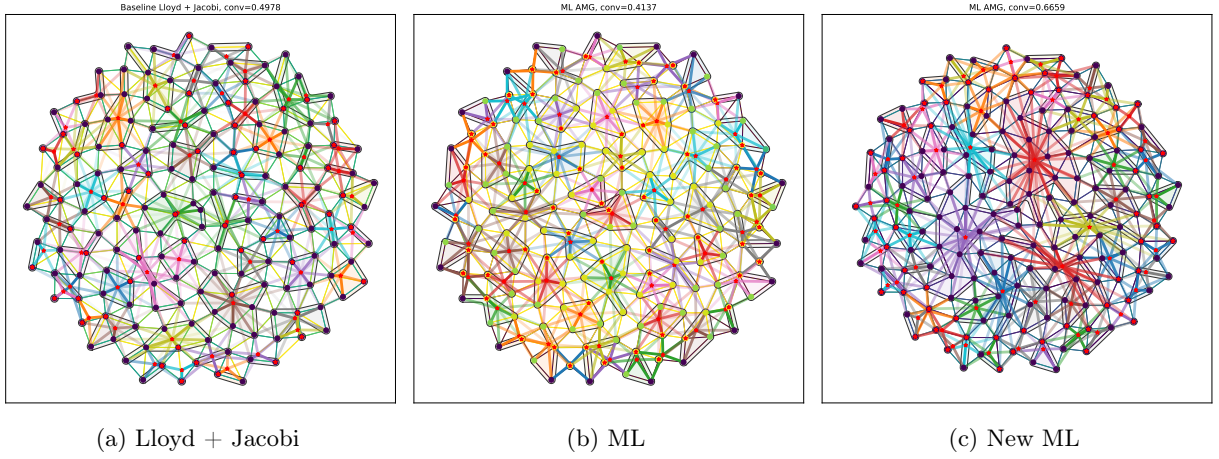 Baseline Lloyd + Jacobi, conv=0.4978
ML AMG, conv=0.4137
ML AMG, conv=0.6659
(a) Lloyd + Jacobi
(b) ML
(c) New ML